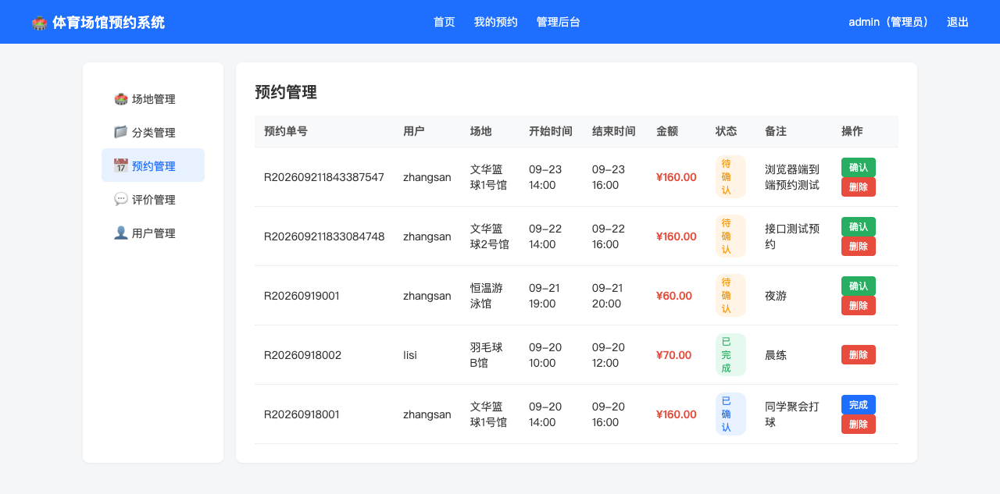 体育场馆预约系统
首页 我的预约 管理后台
admin（管理员） 退出
场地管理
分类管理
预约管理
评价管理
用户管理
预约管理
预约单号 用户 场地 开始时间 结束时间 金额 状态 备注 操作
R202609211843387547 zhangsan 文华篮球1号馆 09-23 14:00 09-23 16:00 ¥160.00 待确认 浏览器端到端预约测试 确认 删除
R202609211833084748 zhangsan 文华篮球2号馆 09-22 14:00 09-22 16:00 ¥160.00 待确认 接口测试预约 确认 删除
R20260919001 zhangsan 恒温游泳馆 09-21 19:00 09-21 20:00 ¥60.00 待确认 夜游 确认 删除
R20260918002 lisi 羽毛球B馆 09-20 10:00 09-20 12:00 ¥70.00 已完成 晨练 删除
R20260918001 zhangsan 文华篮球1号馆 09-20 14:00 09-20 16:00 ¥160.00 已确认 同学聚会打球 完成 删除